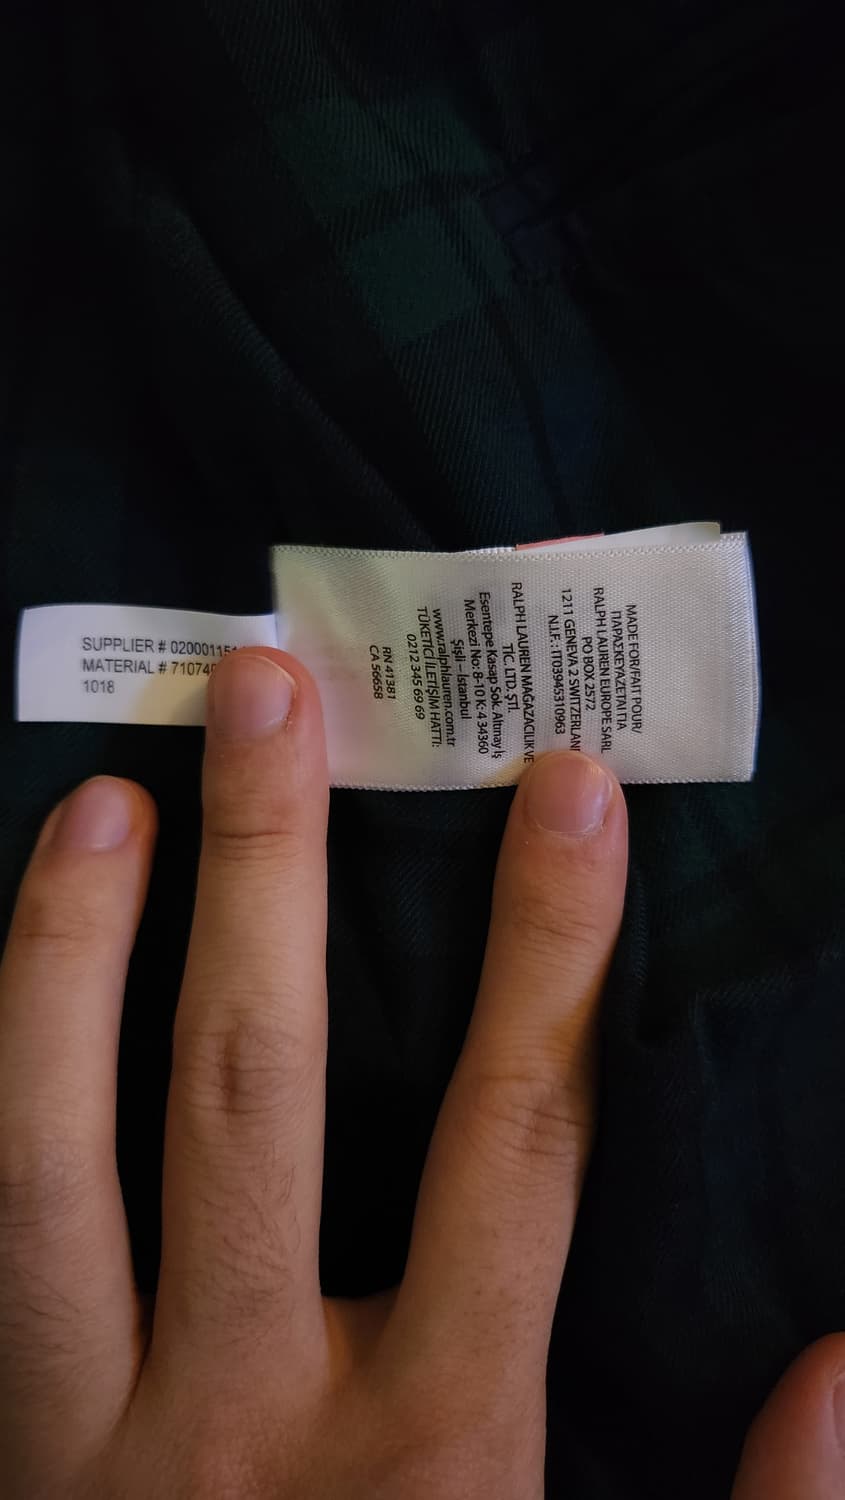 SUPPLIER # 02000115
MATERIAL # 71074
1018
MADE FOR/FAIT POUR/
ΠΑΡΑΣΚΕΥΑΖΕΤΑΙ ΓΙΑ
RALPH LAUREN EUROPE SARL
PO BOX 2572
1211 GENEVA 2 SWITZERLAN
N.I.F. : IT03945310963
RALPH LAUREN MAĞAZACILIK VE
TİC. LTD. ŞTİ.
Esentepe Kasap Sok. Altınay İş
Merkezi No: 8-10 K: 4 34360
Şişli – İstanbul
www.ralphlauren.com.tr
TÜKETİCİ İLETİŞİM HATTI:
0212 345 69 69
RN 41381
CA 56658